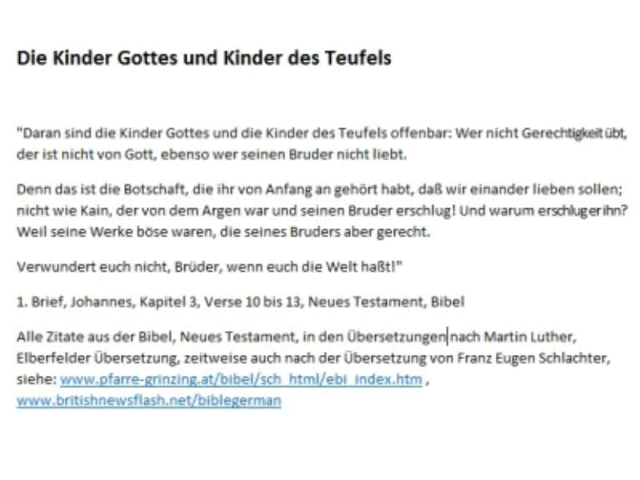 Die Kinder Gottes und Kinder des Teufels
"Daran sind die Kinder Gottes und die Kinder des Teufels offenbar: Wer nicht Gerechtigkeit übt,
der ist nicht von Gott, ebenso wer seinen Bruder nicht liebt.
Denn das ist die Botschaft, die ihr von Anfang an gehört habt, daß wir einander lieben sollen;
nicht wie Kain, der von dem Argen war und seinen Bruder erschlug! Und warum erschlug er ihn?
Weil seine Werke böse waren, die seines Bruders aber gerecht.
Verwundert euch nicht, Brüder, wenn euch die Welt haßt!"
1. Brief, Johannes, Kapitel 3, Verse 10 bis 13, Neues Testament, Bibel
Alle Zitate aus der Bibel, Neues Testament, in den Übersetzungen nach Martin Luther,
Elberfelder Übersetzung, zeitweise auch nach der Übersetzung von Franz Eugen Schlachter,
siehe: www.pfarre-grinzing.at/bibel/sch_html/ebi_index.htm ,
www.britishnewsflash.net/biblegerman